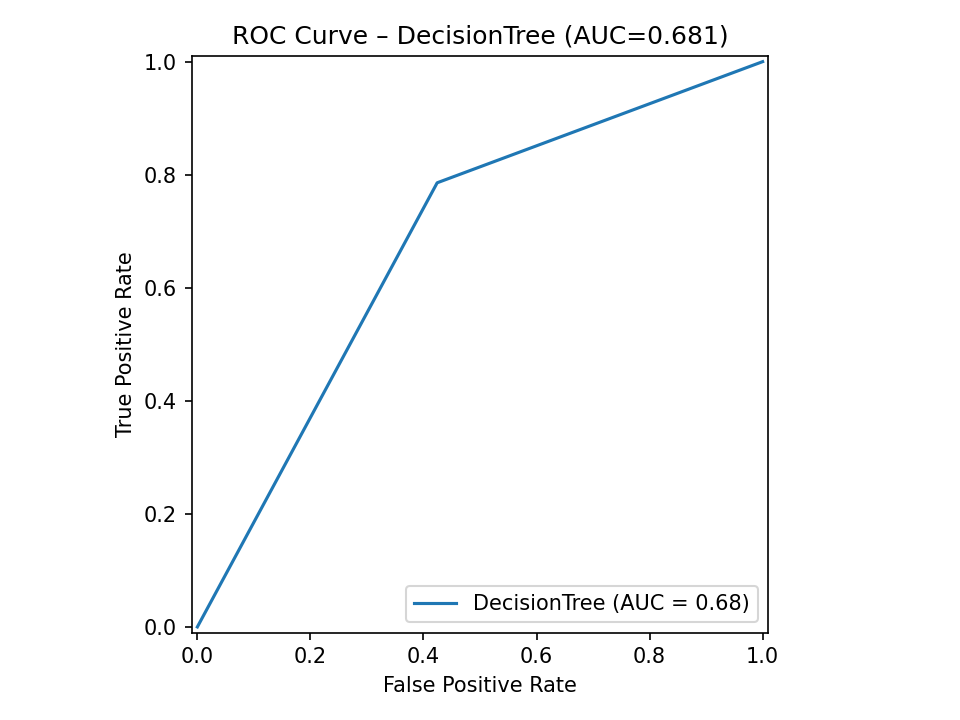 ROC Curve – DecisionTree (AUC=0.681)
1.0
0.8
0.6
0.4
0.2
0.0
True Positive Rate
DecisionTree (AUC = 0.68)
0.0 0.2 0.4 0.6 0.8 1.0
False Positive Rate